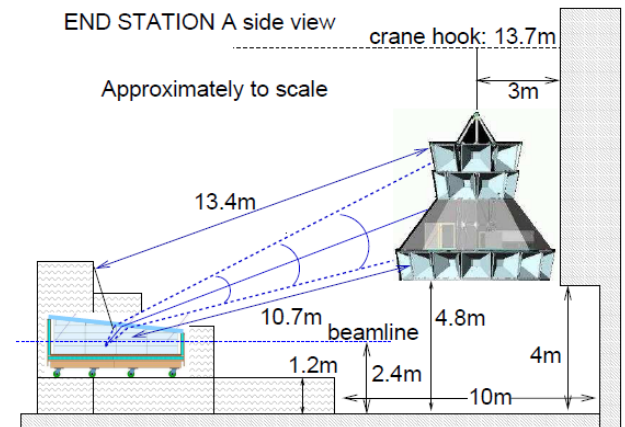 END STATION A side view
crane hook: 13.7m
3m
Approximately to scale
13.4m
10.7m
beamline
4.8m
4m
1.2m
2.4m
10m